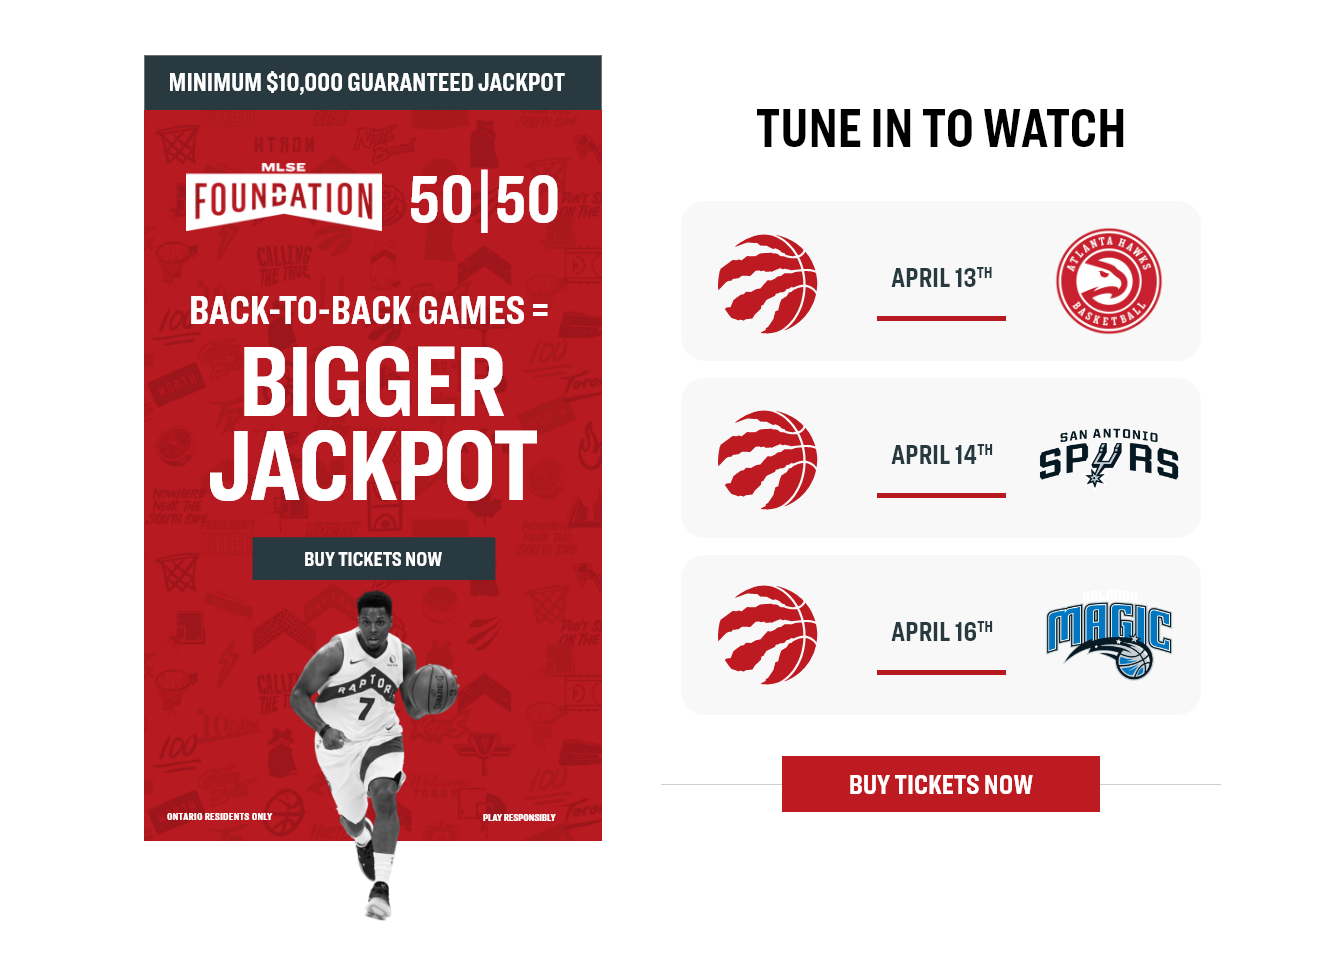 MINIMUM $10,000 GUARANTEED JACKPOT
MLSE
FOUNDATION
50|50
BACK-TO-BACK GAMES =
BIGGER
JACKPOT
BUY TICKETS NOW
RAPTORS
7
SPALDING
ONTARIO RESIDENTS ONLY
PLAY RESPONSIBLY
TUNE IN TO WATCH
APRIL 13TH
ATLANTA HAWKS
BASKETBALL
APRIL 14TH
SAN ANTONIO
SPURS
APRIL 16TH
ORLANDO
MAGIC
BUY TICKETS NOW